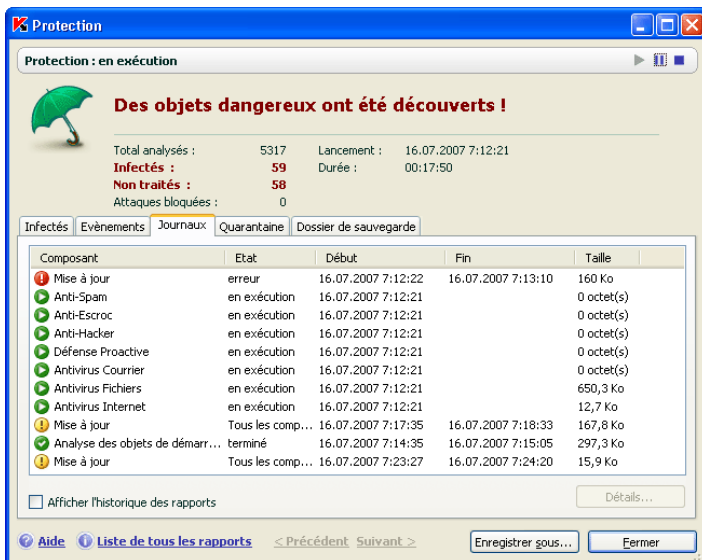 Protection
Protection : en exécution
Des objets dangereux ont été découverts !
Total analysés : 5317 Lancement : 16.07.2007 7:12:21
Infectés : 59 Durée : 00:17:50
Non traités : 58
Attaques bloquées : 0
Infectés Evènements Journaux Quarantaine Dossier de sauvegarde
Composant Etat Début Fin Taille
Mise à jour erreur 16.07.2007 7:12:22 16.07.2007 7:13:10 160 Ko
Anti-Spam en exécution 16.07.2007 7:12:21 0 octet(s)
Anti-Escroc en exécution 16.07.2007 7:12:21 0 octet(s)
Anti-Hacker en exécution 16.07.2007 7:12:21 0 octet(s)
Défense Proactive en exécution 16.07.2007 7:12:21 0 octet(s)
Antivirus Courrier en exécution 16.07.2007 7:12:21 0 octet(s)
Antivirus Fichiers en exécution 16.07.2007 7:12:21 650,3 Ko
Antivirus Internet en exécution 16.07.2007 7:12:21 12,7 Ko
Mise à jour Tous les comp... 16.07.2007 7:17:35 16.07.2007 7:18:33 167,8 Ko
Analyse des objets de démarr... terminé 16.07.2007 7:14:35 16.07.2007 7:15:05 297,3 Ko
Mise à jour Tous les comp... 16.07.2007 7:23:27 16.07.2007 7:24:20 15,9 Ko
Afficher l'historique des rapports Détails...
Aide Liste de tous les rapports < Précédent Suivant > Enregistrer sous... Fermer